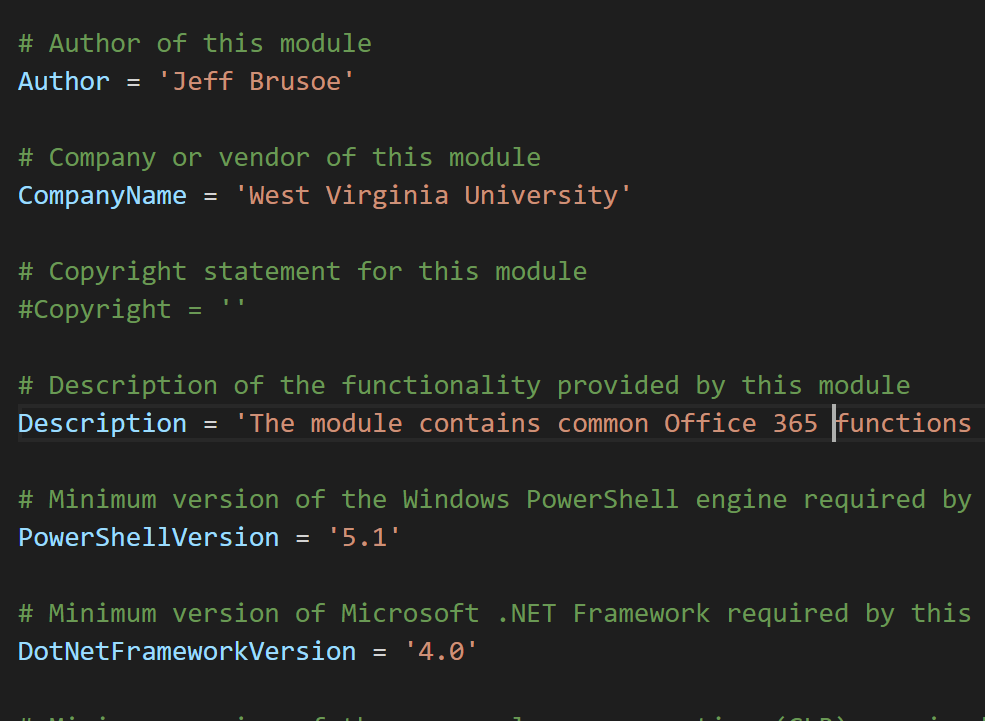 # Author of this module
Author = 'Jeff Brusoe'
# Company or vendor of this module
CompanyName = 'West Virginia University'
# Copyright statement for this module
#Copyright = ''
# Description of the functionality provided by this module
Description = 'The module contains common Office 365 functions
# Minimum version of the Windows PowerShell engine required by
PowerShellVersion = '5.1'
# Minimum version of Microsoft .NET Framework required by this
DotNetFrameworkVersion = '4.0'